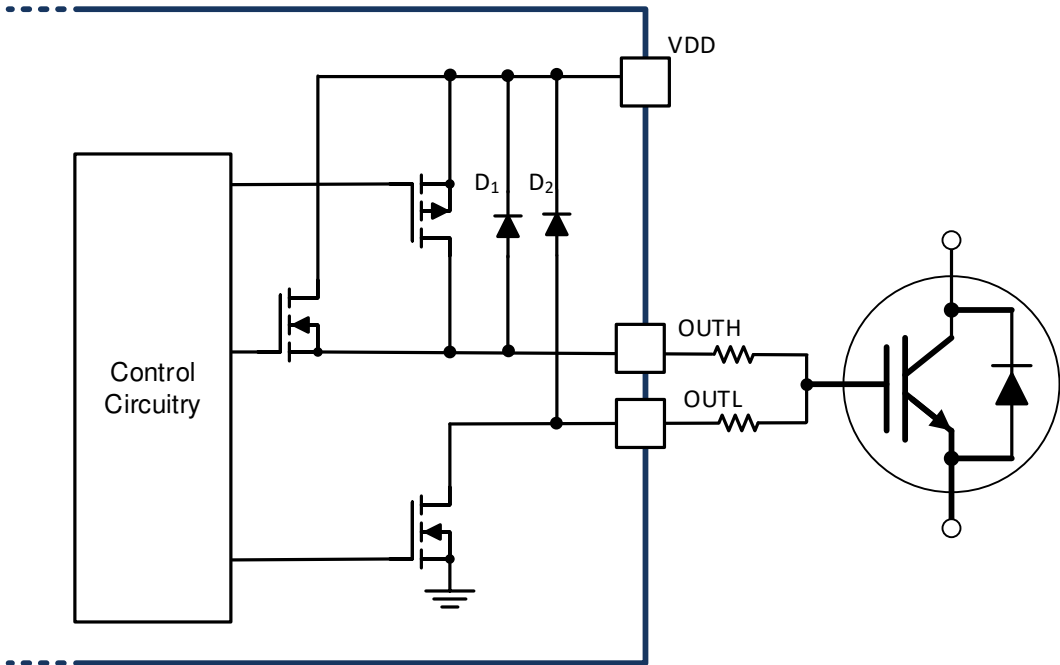 VDD
D₁
D₂
OUTH
Control
Circuitry
OUTL